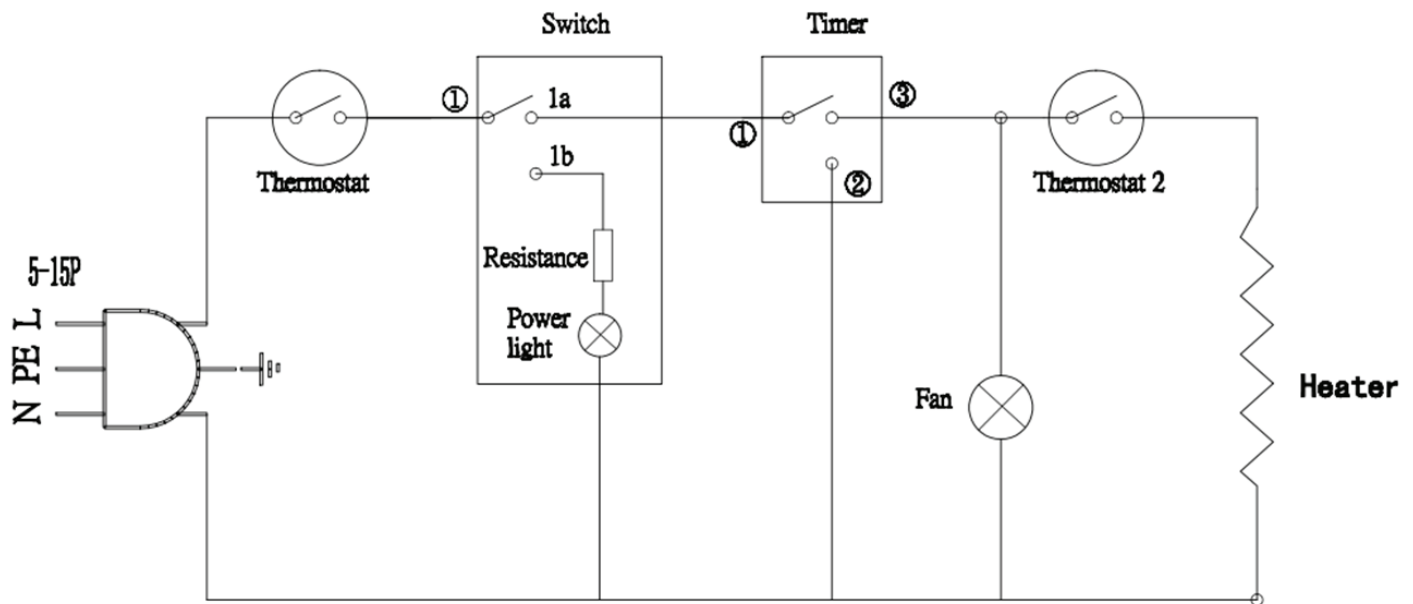 Switch
Timer
①
1a
③
①
1b
②
Thermostat
Thermostat 2
Resistance
5-15P
Power
light
L
PE
N
Fan
Heater